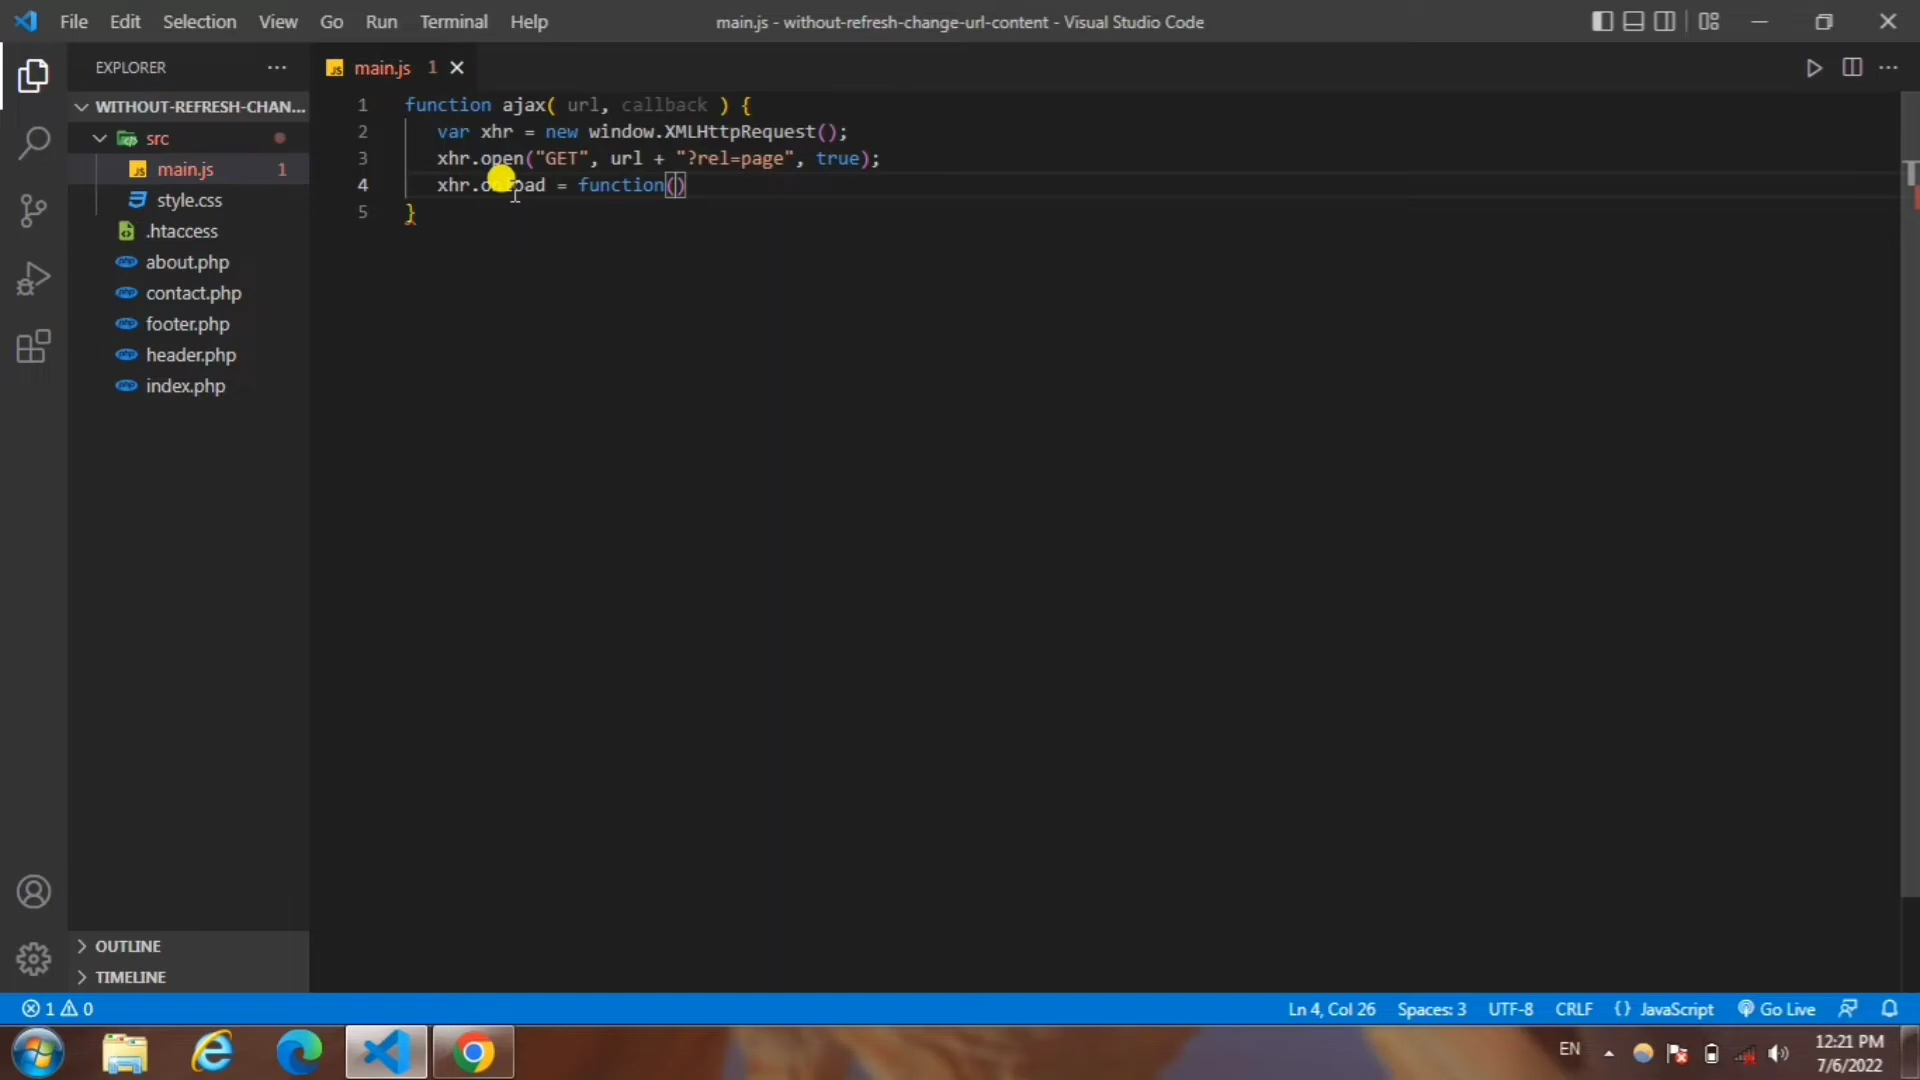 File Edit Selection View Go Run Terminal Help
main.js - without-refresh-change-url-content - Visual Studio Code
EXPLORER
main.js 1
WITHOUT-REFRESH-CHAN...
src
main.js 1
style.css
.htaccess
about.php
contact.php
footer.php
header.php
index.php
1 function ajax( url, callback ) {
2 var xhr = new window.XMLHttpRequest();
3 xhr.open("GET", url + "?rel=page", true);
4 xhr.onload = function()
5 }
OUTLINE
TIMELINE
1 0
Ln 4, Col 26 Spaces: 3 UTF-8 CRLF {} JavaScript Go Live
EN
12:21 PM
7/6/2022